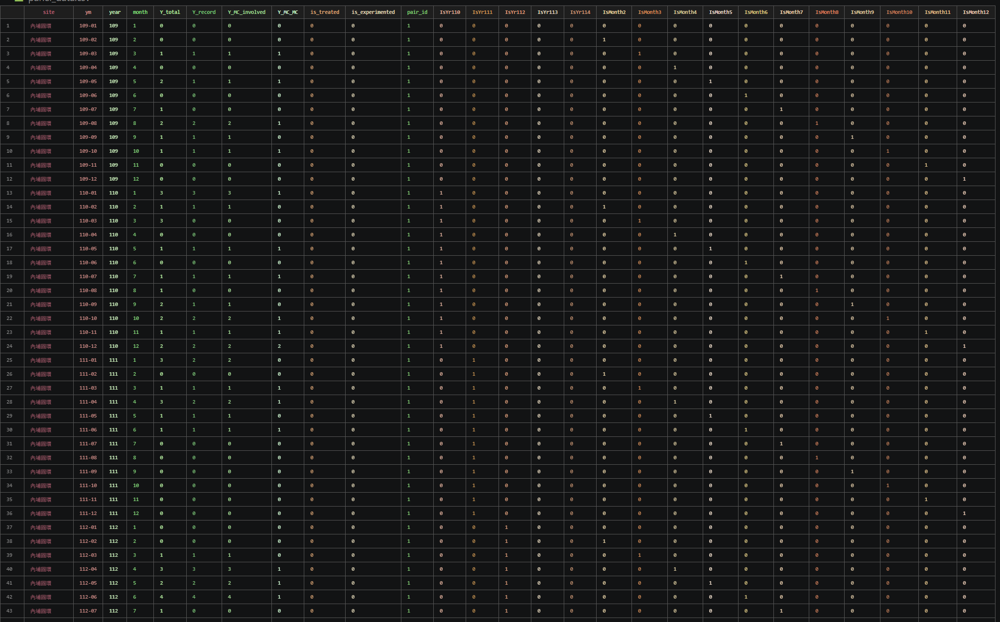 site ym year month Y_total Y_record Y_MC_involved Y_MC_MC is_treated is_experimented pair_id IsYr110 IsYr111 IsYr112 IsYr113 IsYr114 IsMonth2 IsMonth3 IsMonth4 IsMonth5 IsMonth6 IsMonth7 IsMonth8 IsMonth9 IsMonth10 IsMonth11 IsMonth12
1 內埔圓環 109-01 109 1 0 0 0 0 0 0 1 0 0 0 0 0 0 0 0 0 0 0 0 0 0 0 0
2 內埔圓環 109-02 109 2 0 0 0 0 0 0 1 0 0 0 0 0 1 0 0 0 0 0 0 0 0 0 0
3 內埔圓環 109-03 109 3 1 1 1 1 0 0 1 0 0 0 0 0 0 1 0 0 0 0 0 0 0 0 0
4 內埔圓環 109-04 109 4 0 0 0 0 0 0 1 0 0 0 0 0 0 0 1 0 0 0 0 0 0 0 0
5 內埔圓環 109-05 109 5 2 1 1 1 0 0 1 0 0 0 0 0 0 0 0 1 0 0 0 0 0 0 0
6 內埔圓環 109-06 109 6 0 0 0 0 0 0 1 0 0 0 0 0 0 0 0 0 1 0 0 0 0 0 0
7 內埔圓環 109-07 109 7 1 0 0 0 0 0 1 0 0 0 0 0 0 0 0 0 0 1 0 0 0 0 0
8 內埔圓環 109-08 109 8 2 2 2 1 0 0 1 0 0 0 0 0 0 0 0 0 0 0 1 0 0 0 0
9 內埔圓環 109-09 109 9 1 1 1 0 0 0 1 0 0 0 0 0 0 0 0 0 0 0 0 1 0 0 0
10 內埔圓環 109-10 109 10 1 1 1 1 0 0 1 0 0 0 0 0 0 0 0 0 0 0 0 0 1 0 0
11 內埔圓環 109-11 109 11 0 0 0 0 0 0 1 0 0 0 0 0 0 0 0 0 0 0 0 0 0 1 0
12 內埔圓環 109-12 109 12 0 0 0 0 0 0 1 0 0 0 0 0 0 0 0 0 0 0 0 0 0 0 1
13 內埔圓環 110-01 110 1 3 3 3 1 0 0 1 1 0 0 0 0 0 0 0 0 0 0 0 0 0 0 0
14 內埔圓環 110-02 110 2 1 1 1 0 0 0 1 1 0 0 0 0 1 0 0 0 0 0 0 0 0 0 0
15 內埔圓環 110-03 110 3 3 0 0 0 0 0 1 1 0 0 0 0 0 1 0 0 0 0 0 0 0 0 0
16 內埔圓環 110-04 110 4 0 0 0 0 0 0 1 1 0 0 0 0 0 0 1 0 0 0 0 0 0 0 0
17 內埔圓環 110-05 110 5 1 1 1 1 0 0 1 1 0 0 0 0 0 0 0 1 0 0 0 0 0 0 0
18 內埔圓環 110-06 110 6 0 0 0 0 0 0 1 1 0 0 0 0 0 0 0 0 1 0 0 0 0 0 0
19 內埔圓環 110-07 110 7 1 1 1 1 0 0 1 1 0 0 0 0 0 0 0 0 0 1 0 0 0 0 0
20 內埔圓環 110-08 110 8 1 0 0 0 0 0 1 1 0 0 0 0 0 0 0 0 0 0 1 0 0 0 0
21 內埔圓環 110-09 110 9 2 1 1 0 0 0 1 1 0 0 0 0 0 0 0 0 0 0 0 1 0 0 0
22 內埔圓環 110-10 110 10 2 2 2 1 0 0 1 1 0 0 0 0 0 0 0 0 0 0 0 0 1 0 0
23 內埔圓環 110-11 110 11 1 1 1 1 0 0 1 1 0 0 0 0 0 0 0 0 0 0 0 0 0 1 0
24 內埔圓環 110-12 110 12 2 2 2 2 0 0 1 1 0 0 0 0 0 0 0 0 0 0 0 0 0 0 1
25 內埔圓環 111-01 111 1 3 2 2 0 0 0 1 0 1 0 0 0 0 0 0 0 0 0 0 0 0 0 0
26 內埔圓環 111-02 111 2 0 0 0 0 0 0 1 0 1 0 0 0 1 0 0 0 0 0 0 0 0 0 0
27 內埔圓環 111-03 111 3 1 1 1 1 0 0 1 0 1 0 0 0 0 1 0 0 0 0 0 0 0 0 0
28 內埔圓環 111-04 111 4 3 2 2 1 0 0 1 0 1 0 0 0 0 0 1 0 0 0 0 0 0 0 0
29 內埔圓環 111-05 111 5 1 1 1 0 0 0 1 0 1 0 0 0 0 0 0 1 0 0 0 0 0 0 0
30 內埔圓環 111-06 111 6 1 1 1 1 0 0 1 0 1 0 0 0 0 0 0 0 1 0 0 0 0 0 0
31 內埔圓環 111-07 111 7 0 0 0 0 0 0 1 0 1 0 0 0 0 0 0 0 0 1 0 0 0 0 0
32 內埔圓環 111-08 111 8 0 0 0 0 0 0 1 0 1 0 0 0 0 0 0 0 0 0 1 0 0 0 0
33 內埔圓環 111-09 111 9 0 0 0 0 0 0 1 0 1 0 0 0 0 0 0 0 0 0 0 1 0 0 0
34 內埔圓環 111-10 111 10 0 0 0 0 0 0 1 0 1 0 0 0 0 0 0 0 0 0 0 0 1 0 0
35 內埔圓環 111-11 111 11 0 0 0 0 0 0 1 0 1 0 0 0 0 0 0 0 0 0 0 0 0 1 0
36 內埔圓環 111-12 111 12 0 0 0 0 0 0 1 0 1 0 0 0 0 0 0 0 0 0 0 0 0 0 1
37 內埔圓環 112-01 112 1 0 0 0 0 0 0 1 0 0 1 0 0 0 0 0 0 0 0 0 0 0 0 0
38 內埔圓環 112-02 112 2 0 0 0 0 0 0 1 0 0 1 0 0 1 0 0 0 0 0 0 0 0 0 0
39 內埔圓環 112-03 112 3 1 1 1 0 0 0 1 0 0 1 0 0 0 1 0 0 0 0 0 0 0 0 0
40 內埔圓環 112-04 112 4 3 3 3 1 0 0 1 0 0 1 0 0 0 0 1 0 0 0 0 0 0 0 0
41 內埔圓環 112-05 112 5 2 2 2 1 0 0 1 0 0 1 0 0 0 0 0 1 0 0 0 0 0 0 0
42 內埔圓環 112-06 112 6 4 4 4 1 0 0 1 0 0 1 0 0 0 0 0 0 1 0 0 0 0 0 0
43 內埔圓環 112-07 112 7 1 0 0 0 0 0 1 0 0 1 0 0 0 0 0 0 0 1 0 0 0 0 0